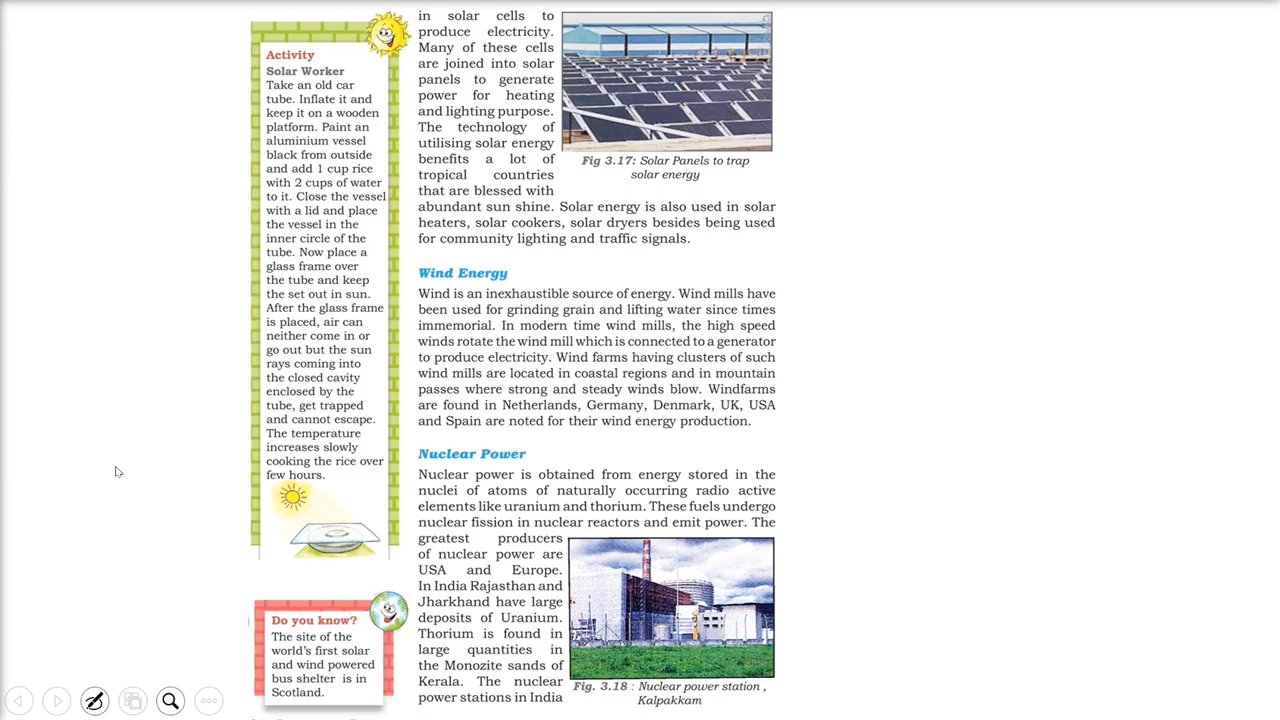 Activity
Solar Worker
Take an old car
tube. Inflate it and
keep it on a wooden
platform. Paint an
aluminium vessel
black from outside
and add 1 cup rice
with 2 cups of water
to it. Close the vessel
with a lid and place
the vessel in the
inner circle of the
tube. Now place a
glass frame over
the tube and keep
the set out in sun.
After the glass frame
is placed, air can
neither come in or
go out but the sun
rays coming into
the closed cavity
enclosed by the
tube, get trapped
and cannot escape.
The temperature
increases slowly
cooking the rice over
few hours.
Do you know?
The site of the
world's first solar
and wind powered
bus shelter is in
Scotland.
in solar cells to
produce electricity.
Many of these cells
are joined into solar
panels to generate
power for heating
and lighting purpose.
The technology of
utilising solar energy
benefits a lot of
tropical countries
that are blessed with
abundant sun shine. Solar energy is also used in solar
heaters, solar cookers, solar dryers besides being used
for community lighting and traffic signals.
Fig 3.17: Solar Panels to trap
solar energy
Wind Energy
Wind is an inexhaustible source of energy. Wind mills have
been used for grinding grain and lifting water since times
immemorial. In modern time wind mills, the high speed
winds rotate the wind mill which is connected to a generator
to produce electricity. Wind farms having clusters of such
wind mills are located in coastal regions and in mountain
passes where strong and steady winds blow. Windfarms
are found in Netherlands, Germany, Denmark, UK, USA
and Spain are noted for their wind energy production.
Nuclear Power
Nuclear power is obtained from energy stored in the
nuclei of atoms of naturally occurring radio active
elements like uranium and thorium. These fuels undergo
nuclear fission in nuclear reactors and emit power. The
greatest producers
of nuclear power are
USA and Europe.
In India Rajasthan and
Jharkhand have large
deposits of Uranium.
Thorium is found in
large quantities in
the Monozite sands of
Kerala. The nuclear
power stations in India
Fig. 3.18 : Nuclear power station ,
Kalpakkam